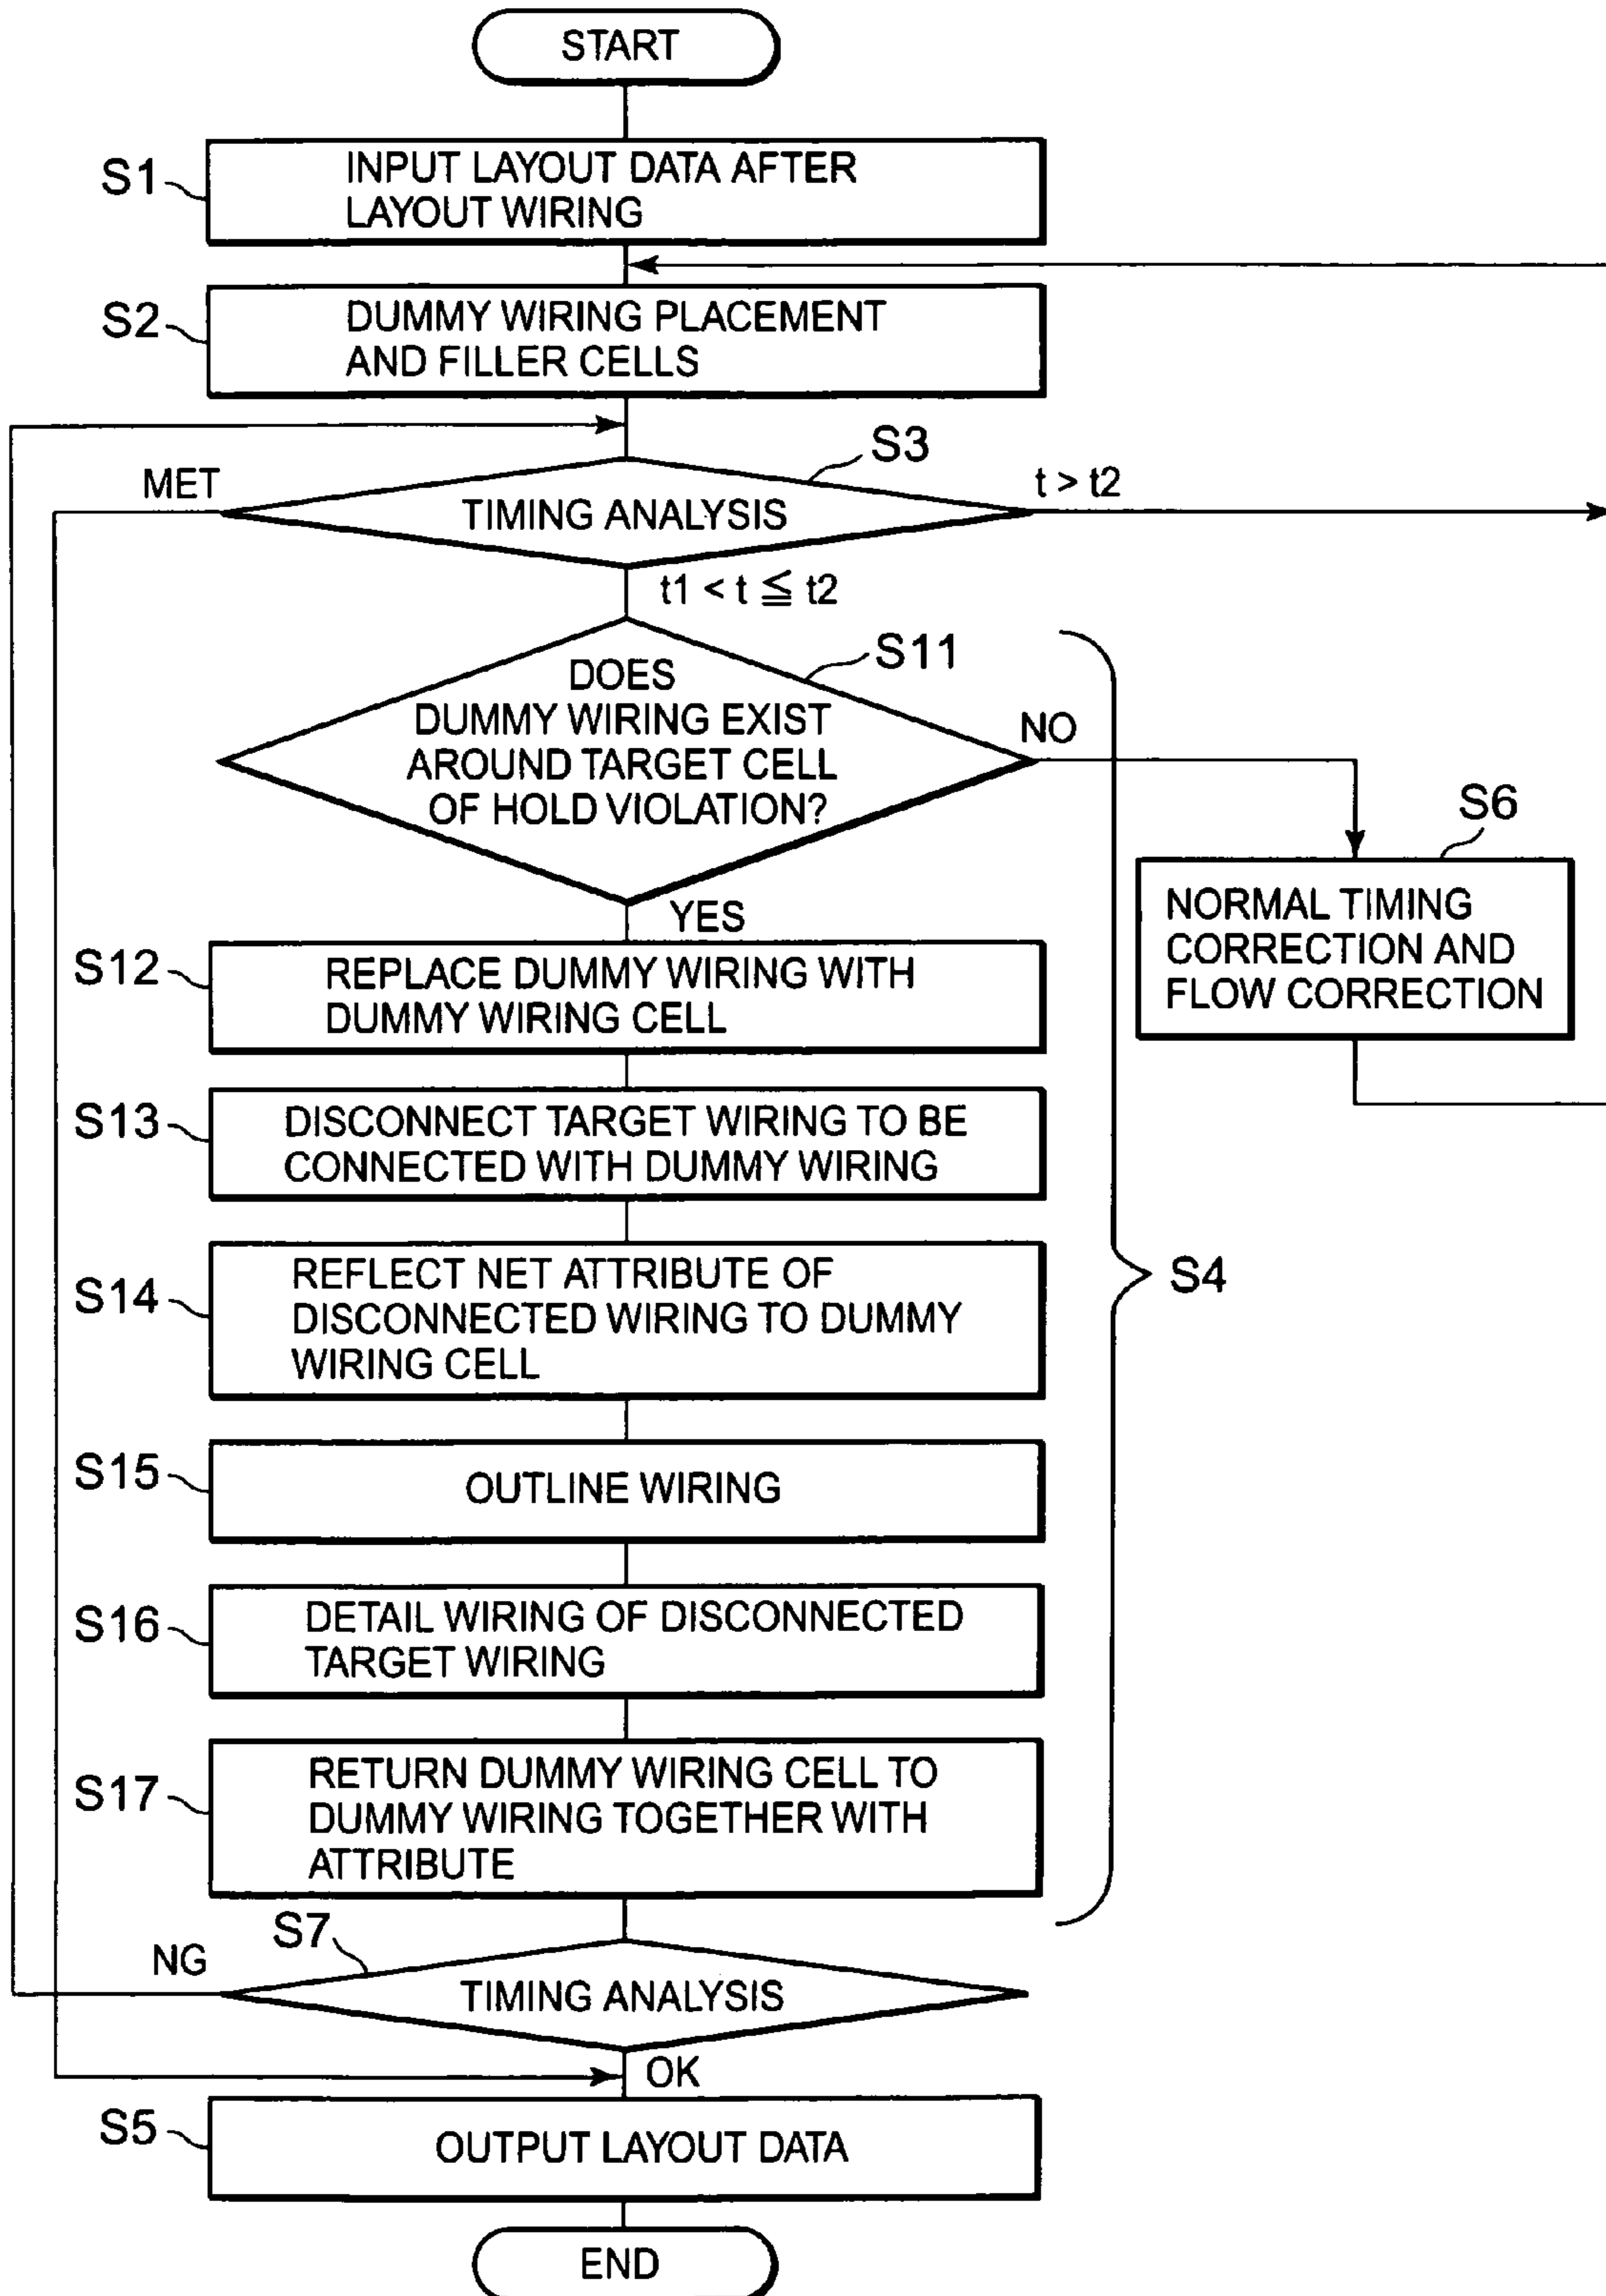 START
S1
INPUT LAYOUT DATA AFTER
LAYOUT WIRING
S2
DUMMY WIRING PLACEMENT
AND FILLER CELLS
S3
MET
TIMING ANALYSIS
t > t2
t1 < t ≦ t2
S11
DOES
DUMMY WIRING EXIST
AROUND TARGET CELL
OF HOLD VIOLATION?
NO
S6
NORMAL TIMING
CORRECTION AND
FLOW CORRECTION
YES
S12
REPLACE DUMMY WIRING WITH
DUMMY WIRING CELL
S13
DISCONNECT TARGET WIRING TO BE
CONNECTED WITH DUMMY WIRING
S4
S14
REFLECT NET ATTRIBUTE OF
DISCONNECTED WIRING TO DUMMY
WIRING CELL
S15
OUTLINE WIRING
S16
DETAIL WIRING OF DISCONNECTED
TARGET WIRING
S17
RETURN DUMMY WIRING CELL TO
DUMMY WIRING TOGETHER WITH
ATTRIBUTE
S7
NG
TIMING ANALYSIS
OK
S5
OUTPUT LAYOUT DATA
END